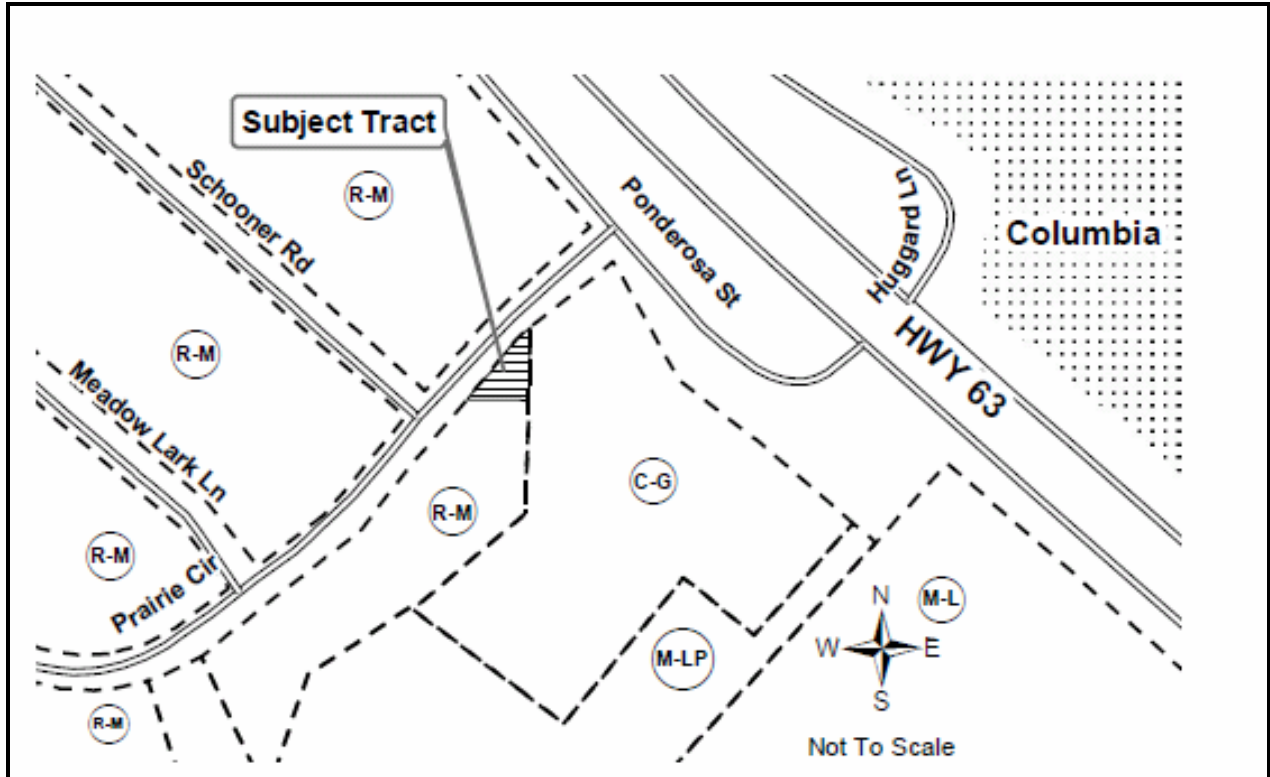 Subject Tract
R-M
Schooner Rd
Ponderosa St
Huggard Ln
Columbia
R-M
Meadow Lark Ln
HWY 63
C-G
R-M
R-M
Prairie Cir
M-L
N
W
E
S
M-LP
R-M
Not To Scale